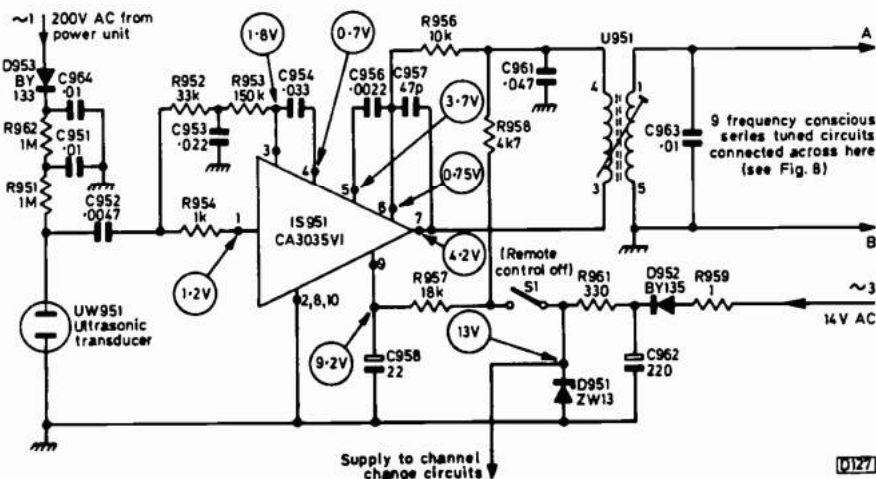 ~1
200V AC from
power unit
D953
BY
133
C964
·01
R962
1M
C951
·01
R951
1M
C952
·0047
R952
33k
R953
150k
C953
·022
R954
1k
1·2V
1·8V
C954
·033
0·7V
C956
·0022
C957
47p
3·7V
0·75V
4·2V
9·2V
13V
1
3
4
5
6
7
9
2,8,10
IS951
CA3035VI
R956
10k
C961
·047
R958
4k7
U951
4
1
3
5
C963
·01
A
9 frequency conscious
series tuned circuits
connected across here
(see Fig. 8)
B
UW951
Ultrasonic
transducer
R957
18k
C958
22
(Remote
control off)
S1
R961
330
D952
BY135
R959
1
~3
14V AC
D951
ZW13
C962
220
Supply to channel
change circuits
D127